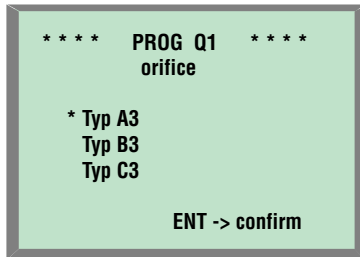 * * * * PROG Q1 * * * *
orifice
* Typ A3
Typ B3
Typ C3
ENT -> confirm